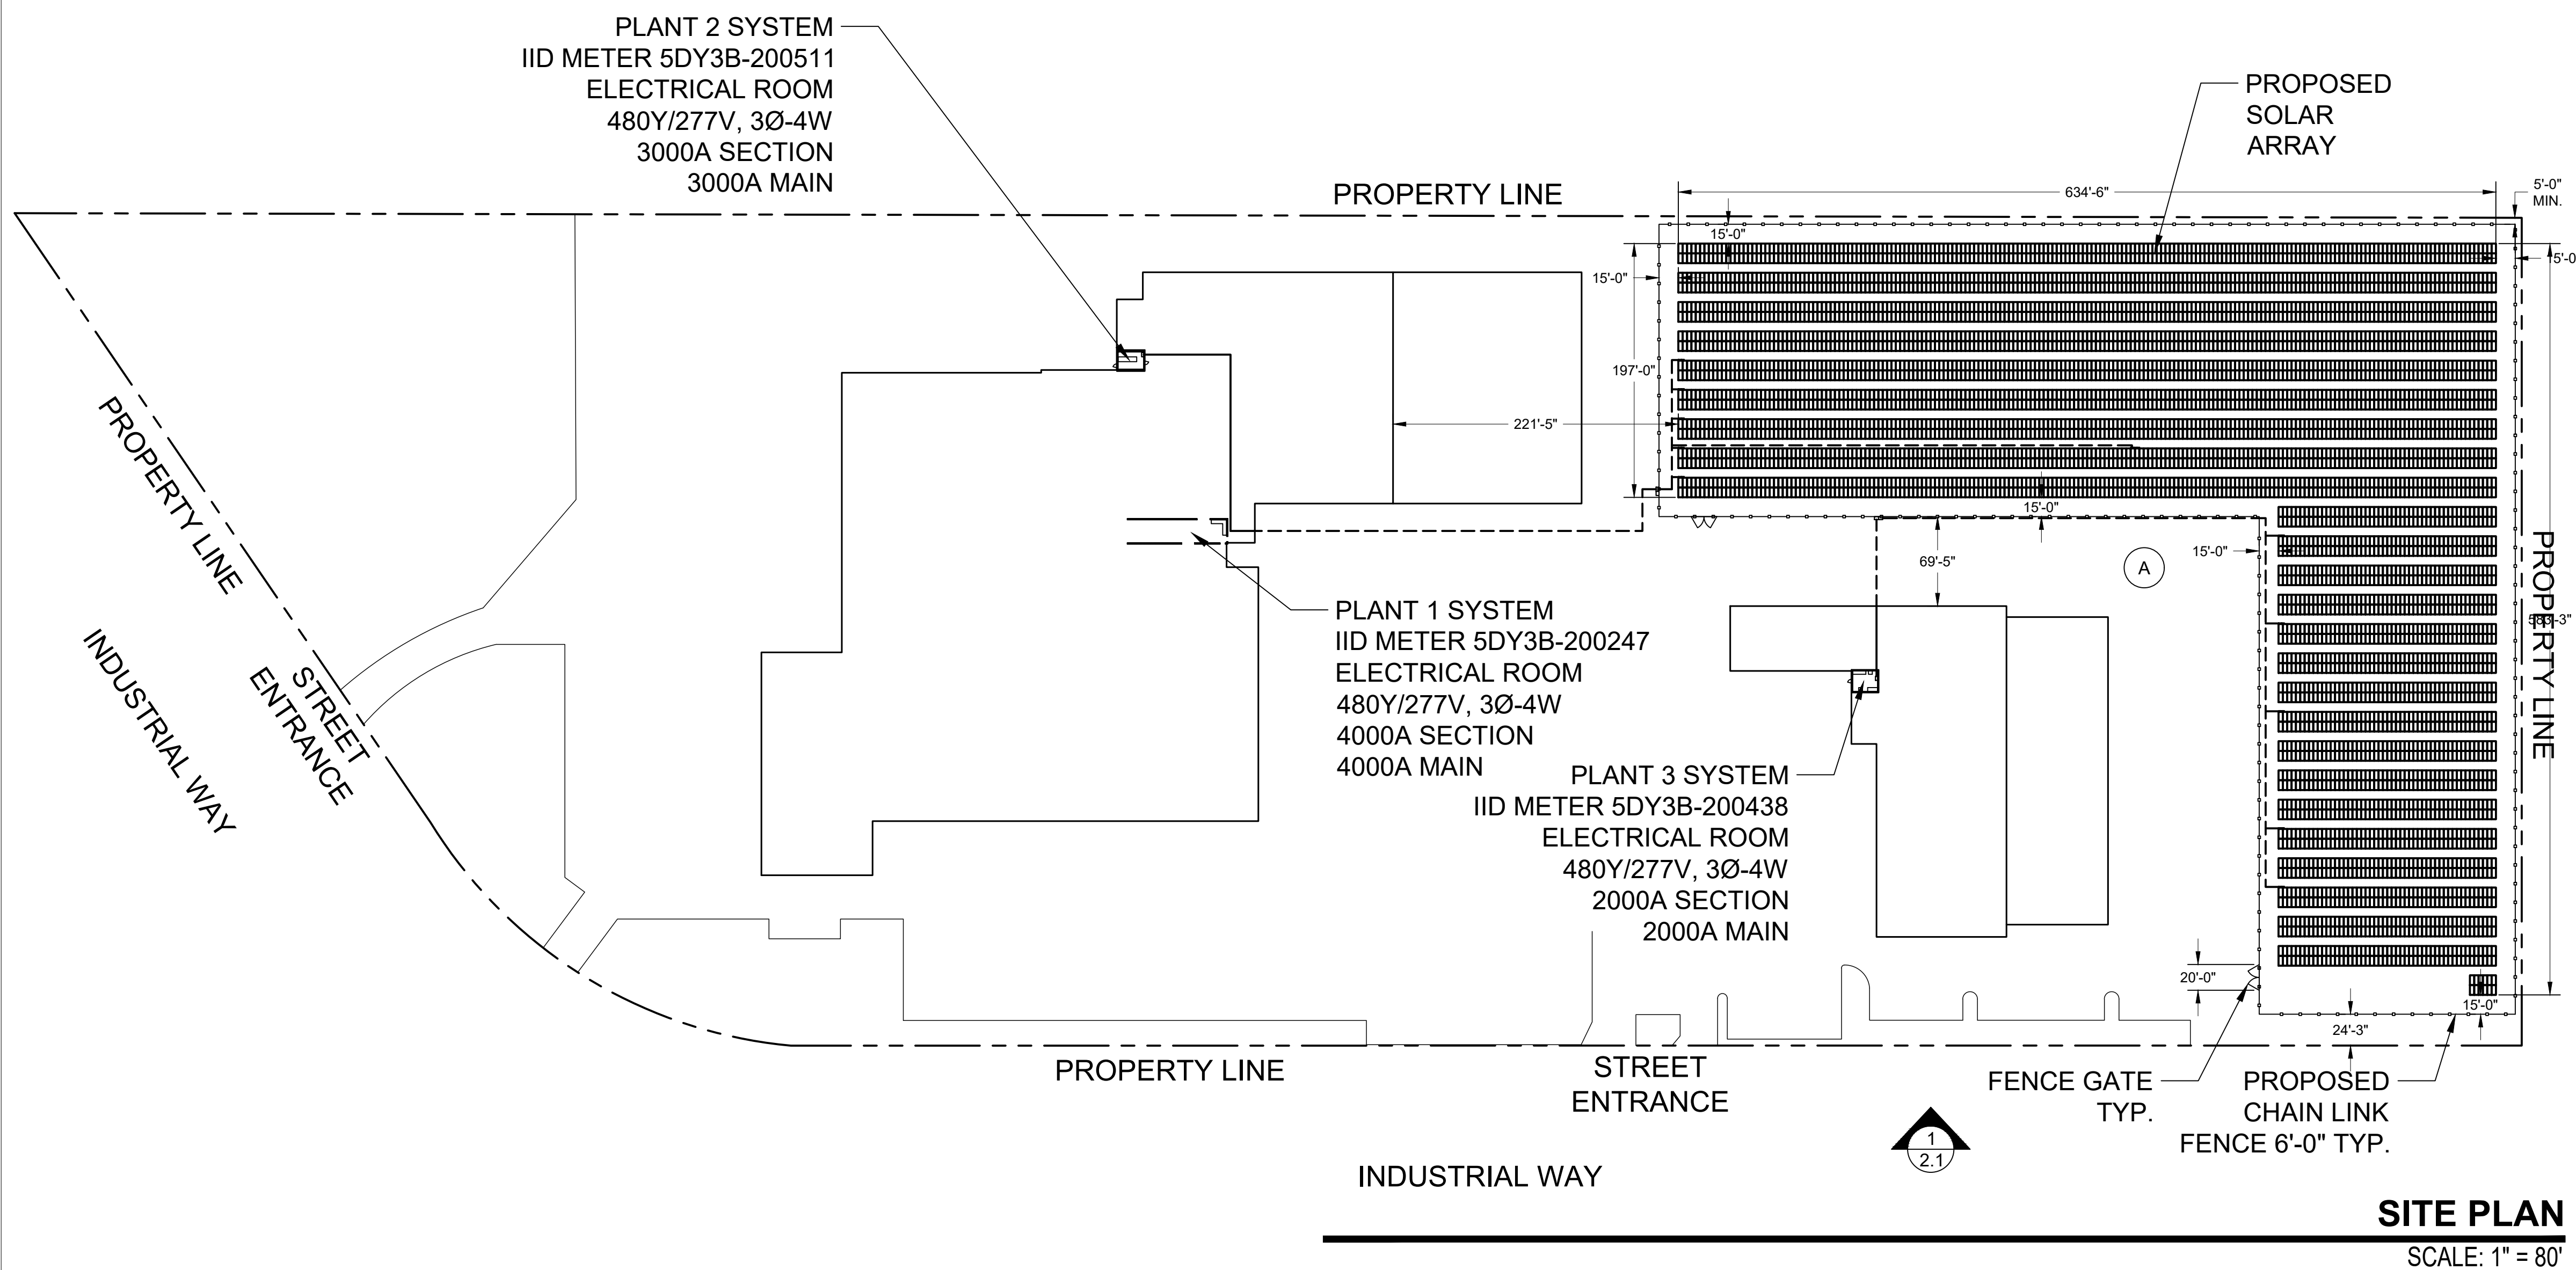 PLANT 2 SYSTEM
IID METER 5DY3B-200511
ELECTRICAL ROOM
480Y/277V, 3Ø-4W
3000A SECTION
3000A MAIN
PROPOSED
SOLAR
ARRAY
PROPERTY LINE
634'-6"
5'-0"
MIN.
15'-0"
15'-0"
5'-0
197'-0"
221'-5"
15'-0"
15'-0"
69'-5"
A
PROPERTY LINE
583'-3"
PROPERTY LINE
INDUSTRIAL WAY
STREET
ENTRANCE
PLANT 1 SYSTEM
IID METER 5DY3B-200247
ELECTRICAL ROOM
480Y/277V, 3Ø-4W
4000A SECTION
4000A MAIN
PLANT 3 SYSTEM
IID METER 5DY3B-200438
ELECTRICAL ROOM
480Y/277V, 3Ø-4W
2000A SECTION
2000A MAIN
20'-0"
15'-0"
24'-3"
PROPERTY LINE
STREET
ENTRANCE
FENCE GATE
TYP.
PROPOSED
CHAIN LINK
FENCE 6'-0" TYP.
1
2.1
INDUSTRIAL WAY
SITE PLAN
SCALE: 1" = 80'